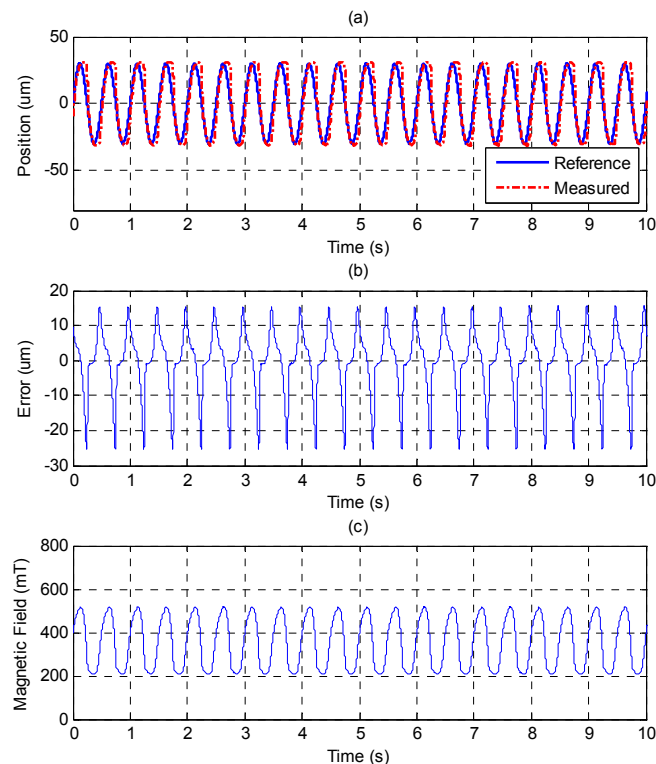 (a)
50
0
-50
Position (um)
Reference
Measured
0 1 2 3 4 5 6 7 8 9 10
Time (s)
(b)
20
10
0
-10
-20
-30
Error (um)
0 1 2 3 4 5 6 7 8 9 10
Time (s)
(c)
800
600
400
200
0
Magnetic Field (mT)
0 1 2 3 4 5 6 7 8 9 10
Time (s)